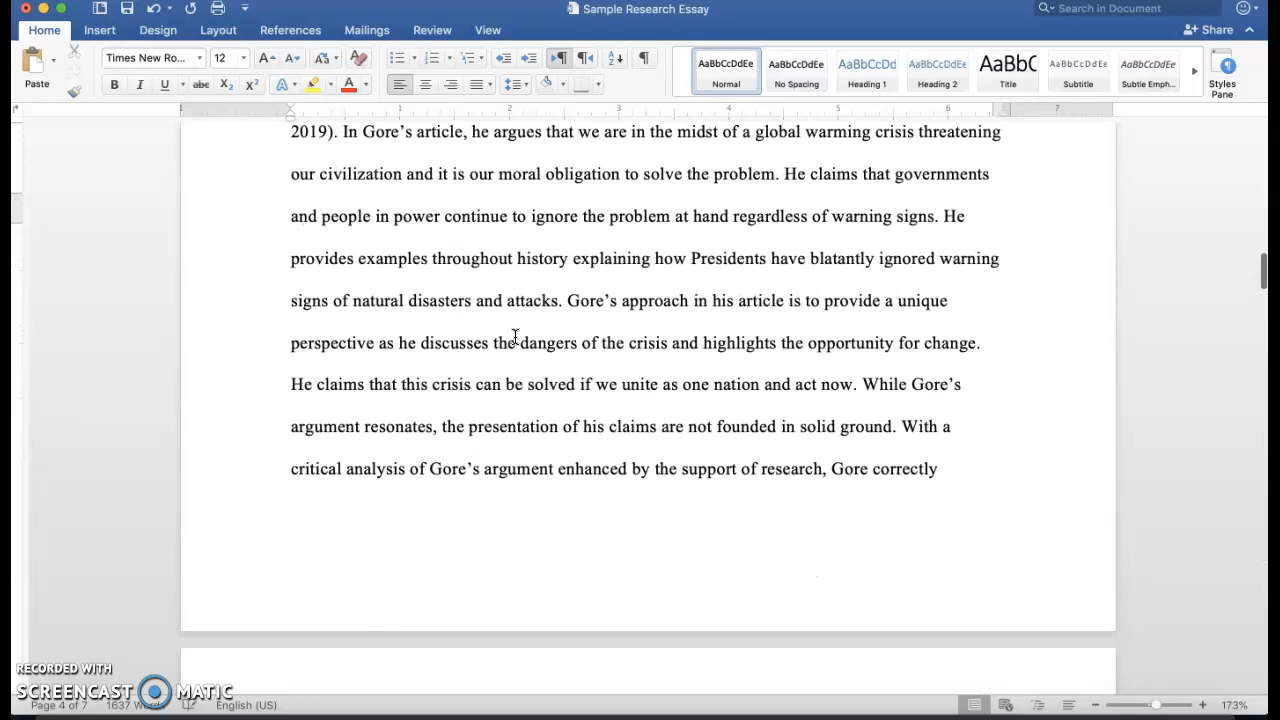 Sample Research Essay
Search in Document
Home Insert Design Layout References Mailings Review View
Share
Times New Ro... 12
Paste
AaBbCcDdEe AaBbCcDdEe AaBbCcDd AaBbCcDdEe AaBbC AaBbCcDdEe AaBbCcDdEe
Normal No Spacing Heading 1 Heading 2 Title Subtitle Subtle Emph... Styles Pane
1 1 2 3 4 5 6 7
2019). In Gore’s article, he argues that we are in the midst of a global warming crisis threatening
our civilization and it is our moral obligation to solve the problem. He claims that governments
and people in power continue to ignore the problem at hand regardless of warning signs. He
provides examples throughout history explaining how Presidents have blatantly ignored warning
signs of natural disasters and attacks. Gore’s approach in his article is to provide a unique
perspective as he discusses the dangers of the crisis and highlights the opportunity for change.
He claims that this crisis can be solved if we unite as one nation and act now. While Gore’s
argument resonates, the presentation of his claims are not founded in solid ground. With a
critical analysis of Gore’s argument enhanced by the support of research, Gore correctly
RECORDED WITH
SCREENCAST MATIC
Page 4 of 7 1637 English (US) 173%